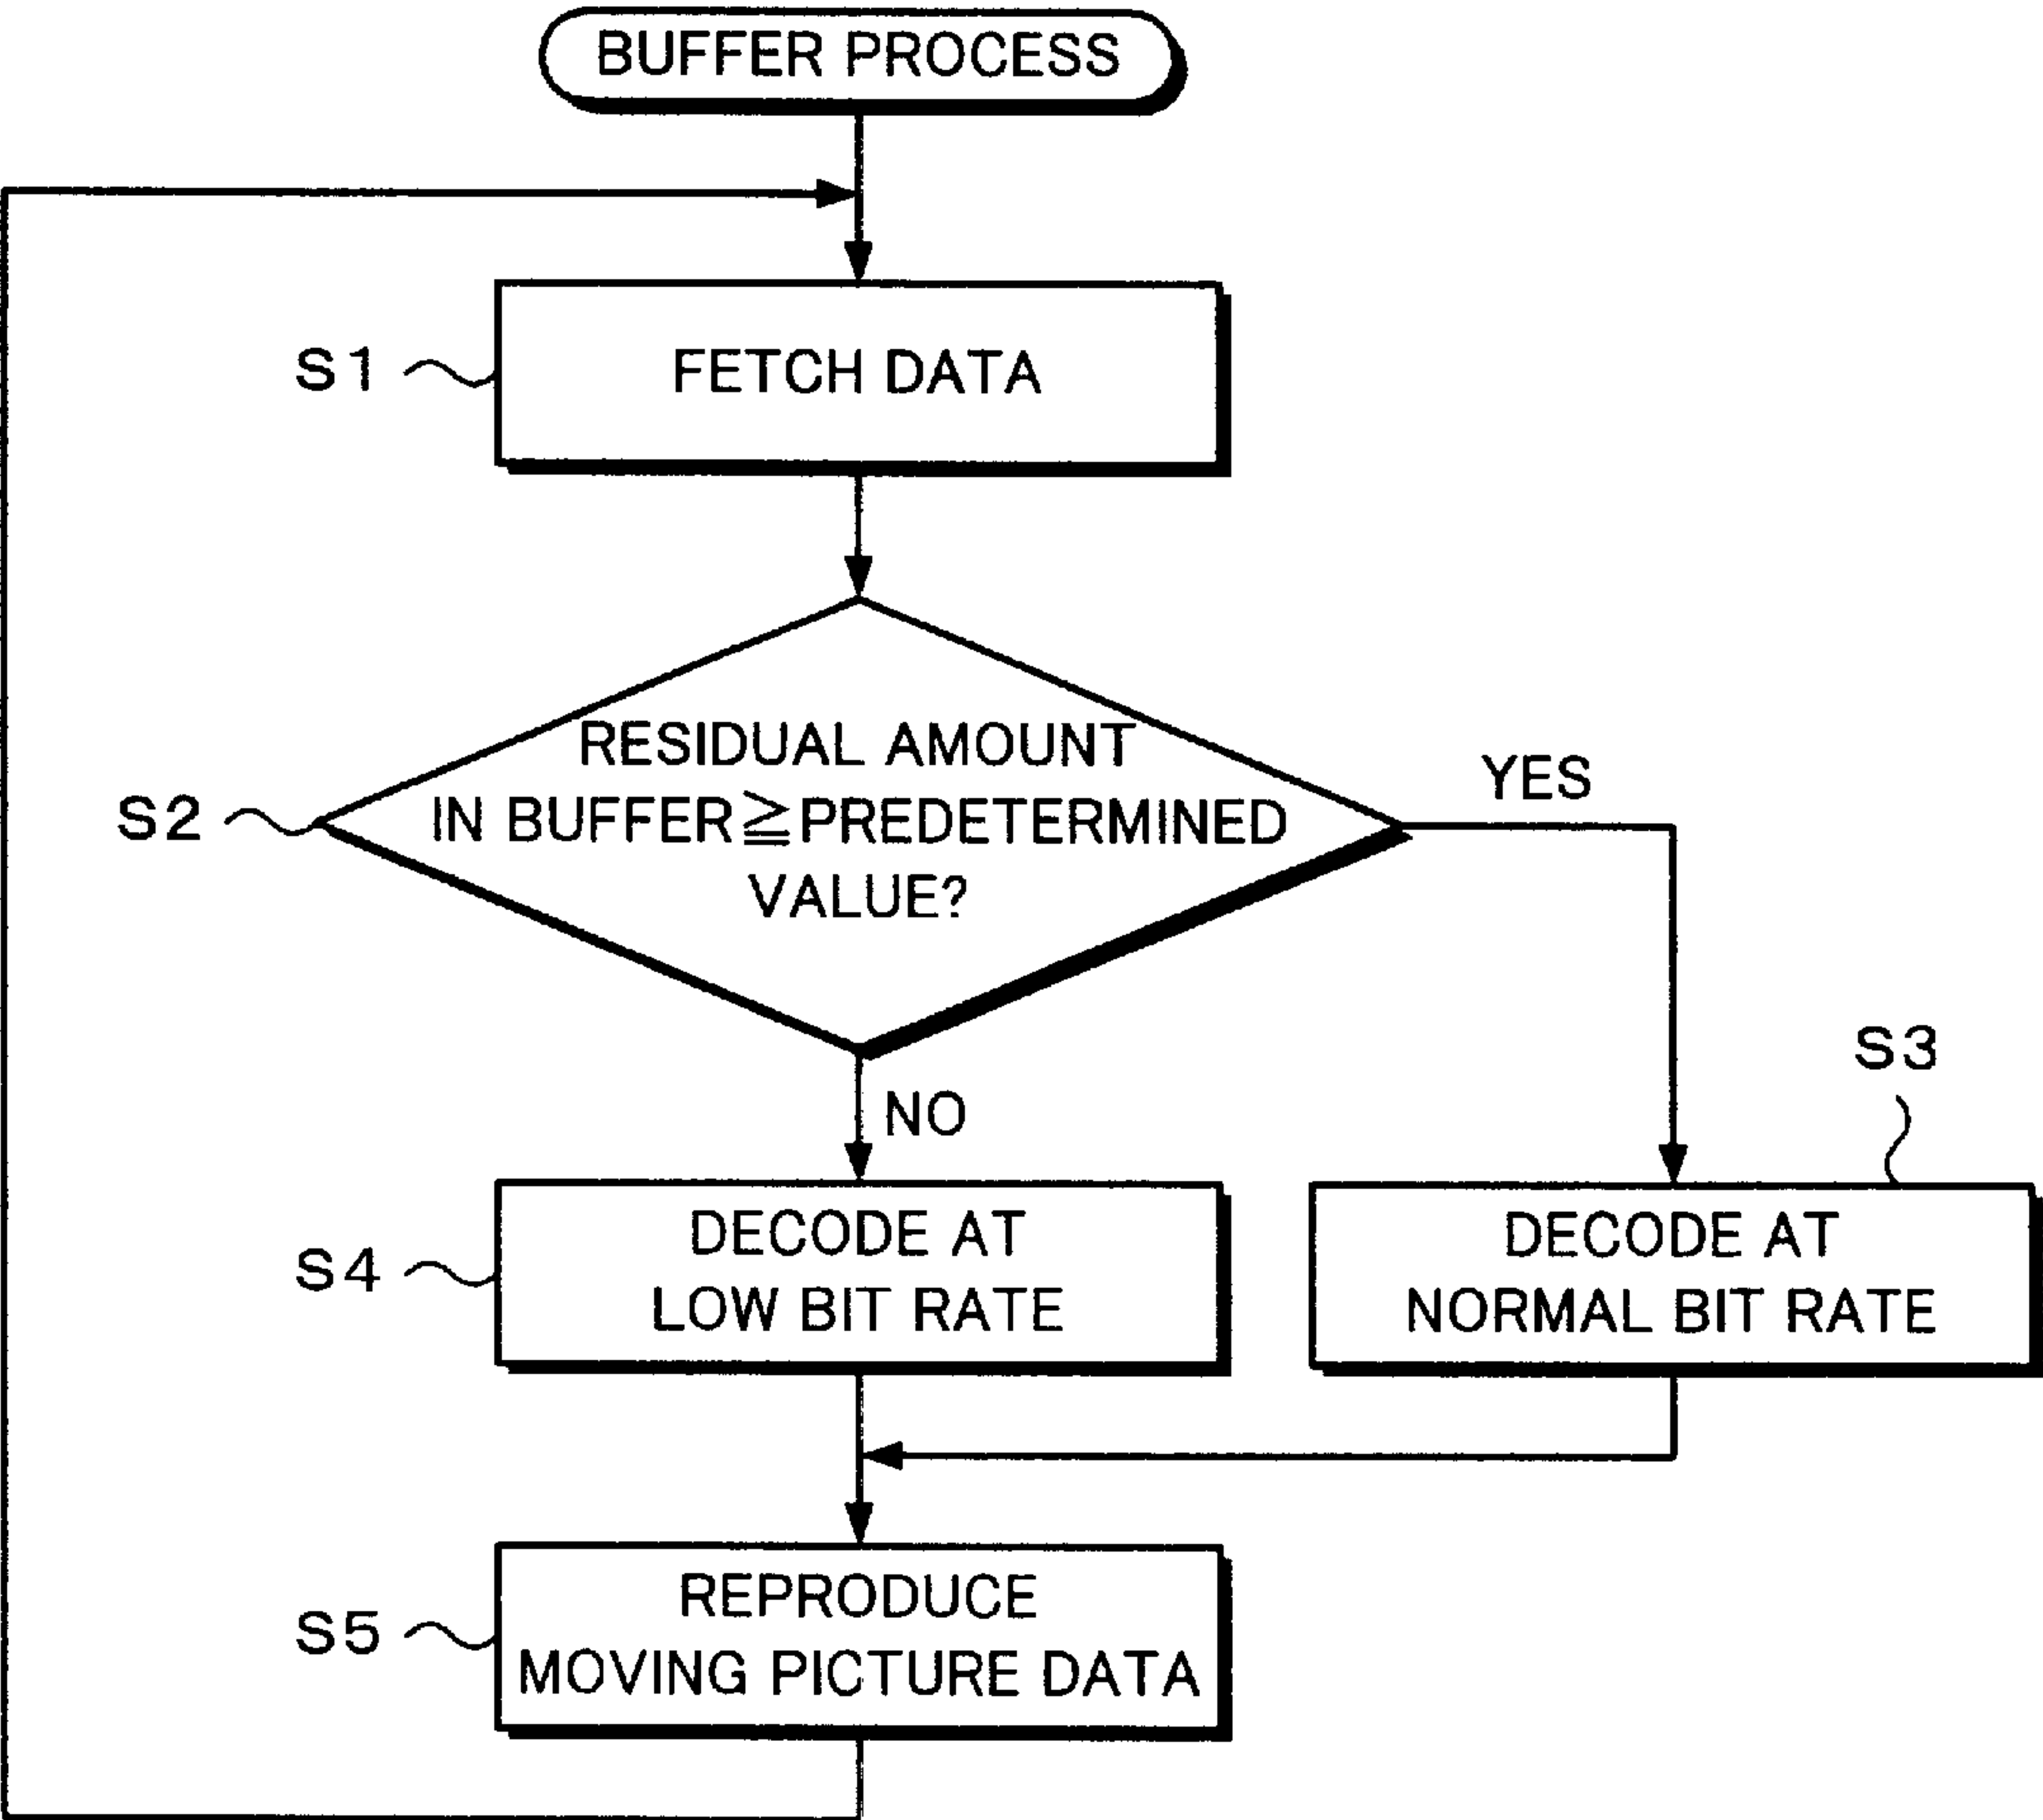 BUFFER PROCESS
S1
FETCH DATA
RESIDUAL AMOUNT
IN BUFFER≧PREDETERMINED
VALUE?
S2
YES
NO
S3
S4
DECODE AT
LOW BIT RATE
DECODE AT
NORMAL BIT RATE
S5
REPRODUCE
MOVING PICTURE DATA